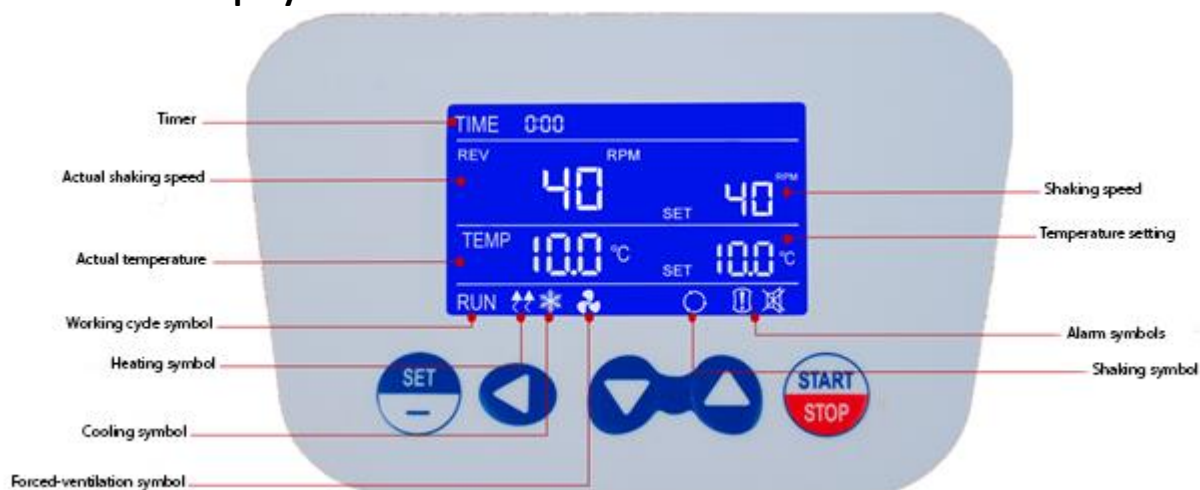 TIME 0:00
REV RPM
40
RPM
SET 40
TEMP 10.0 °C
SET 10.0 °C
RUN
SET
START
STOP
Timer
Actual shaking speed
Actual temperature
Working cycle symbol
Heating symbol
Cooling symbol
Forced-ventilation symbol
Shaking speed
Temperature setting
Alarm symbols
Shaking symbol